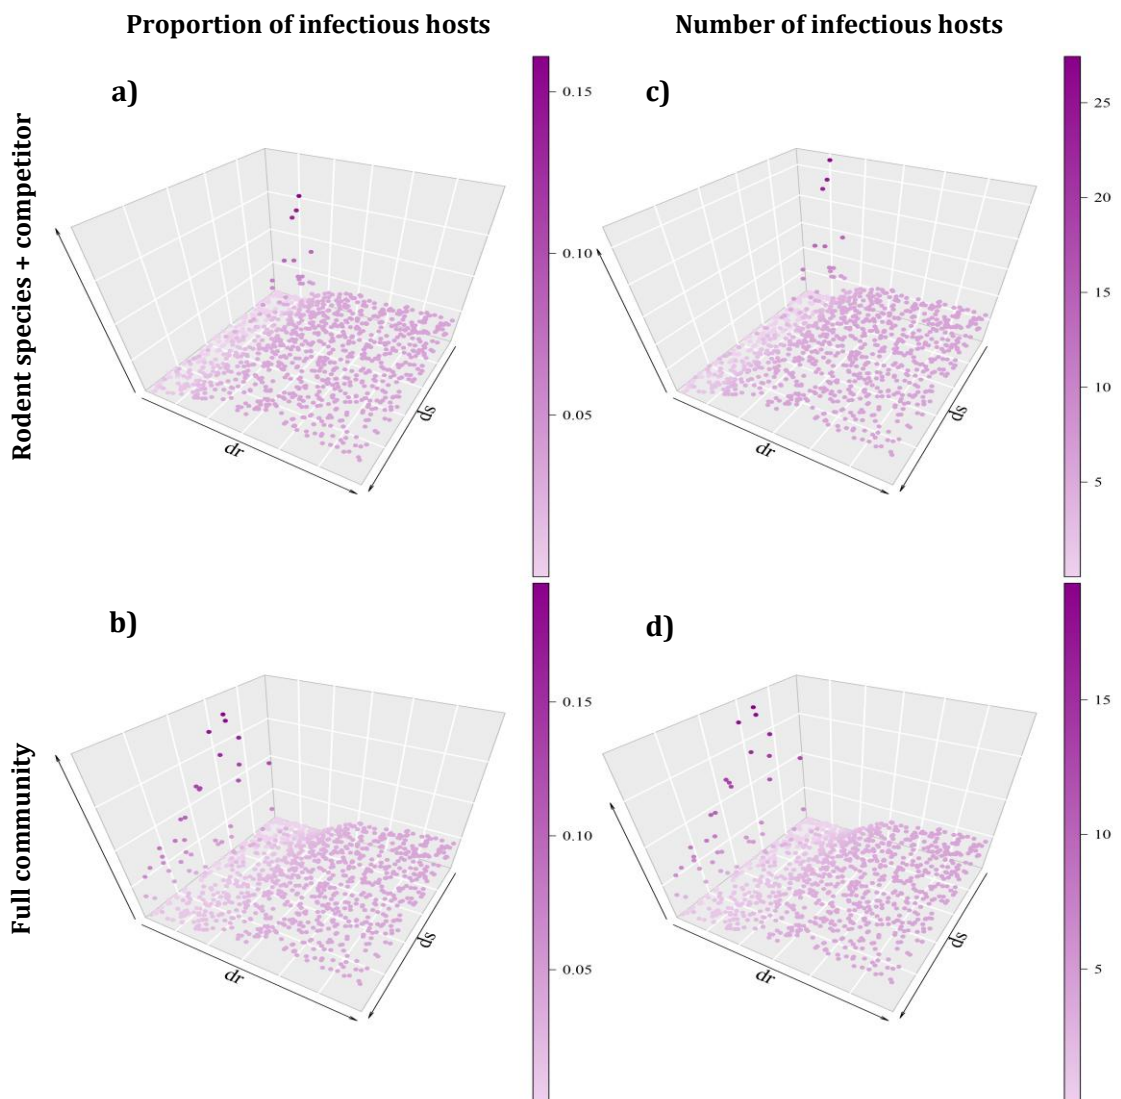 Proportion of infectious hosts
Number of infectious hosts
Rodent species + competitor
a)
0.15
0.10
0.05
dr
ds
c)
25
20
15
10
5
dr
ds
Full community
b)
0.15
0.10
0.05
dr
ds
d)
15
10
5
dr
ds